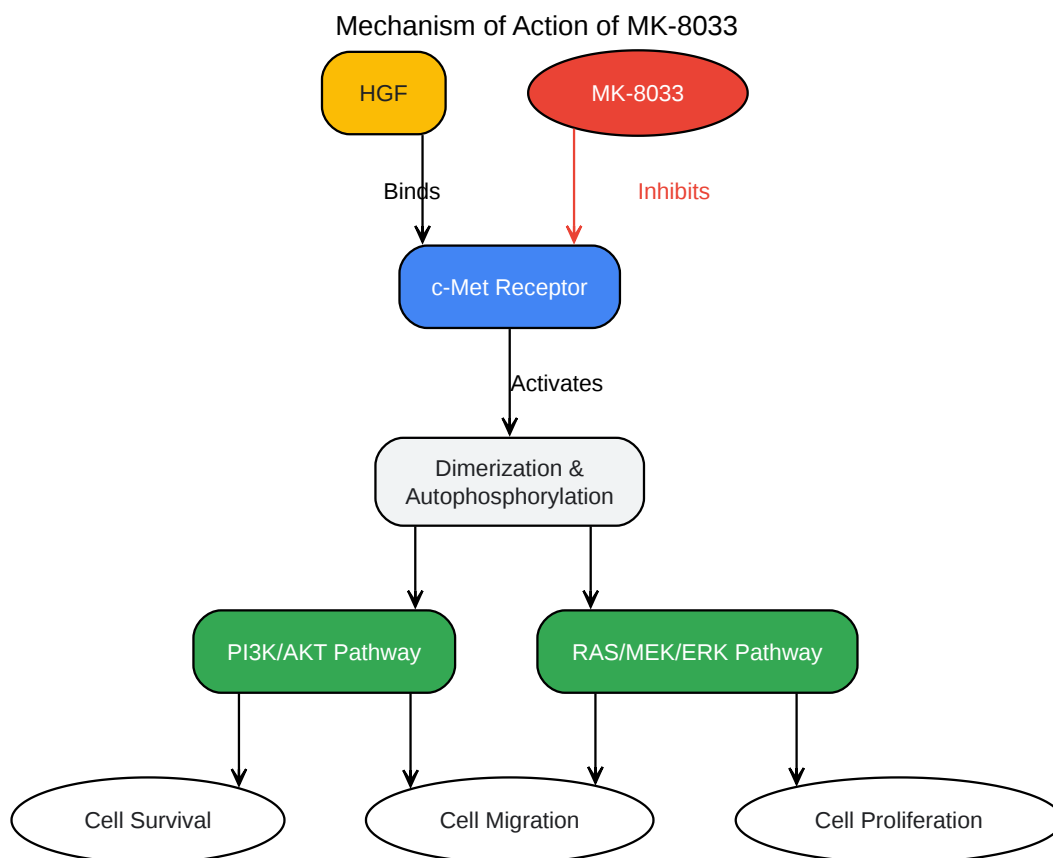 Mechanism of Action of MK-8033
HGF
MK-8033
Binds
Inhibits
c-Met Receptor
Activates
Dimerization &
Autophosphorylation
PI3K/AKT Pathway
RAS/MEK/ERK Pathway
Cell Survival
Cell Migration
Cell Proliferation